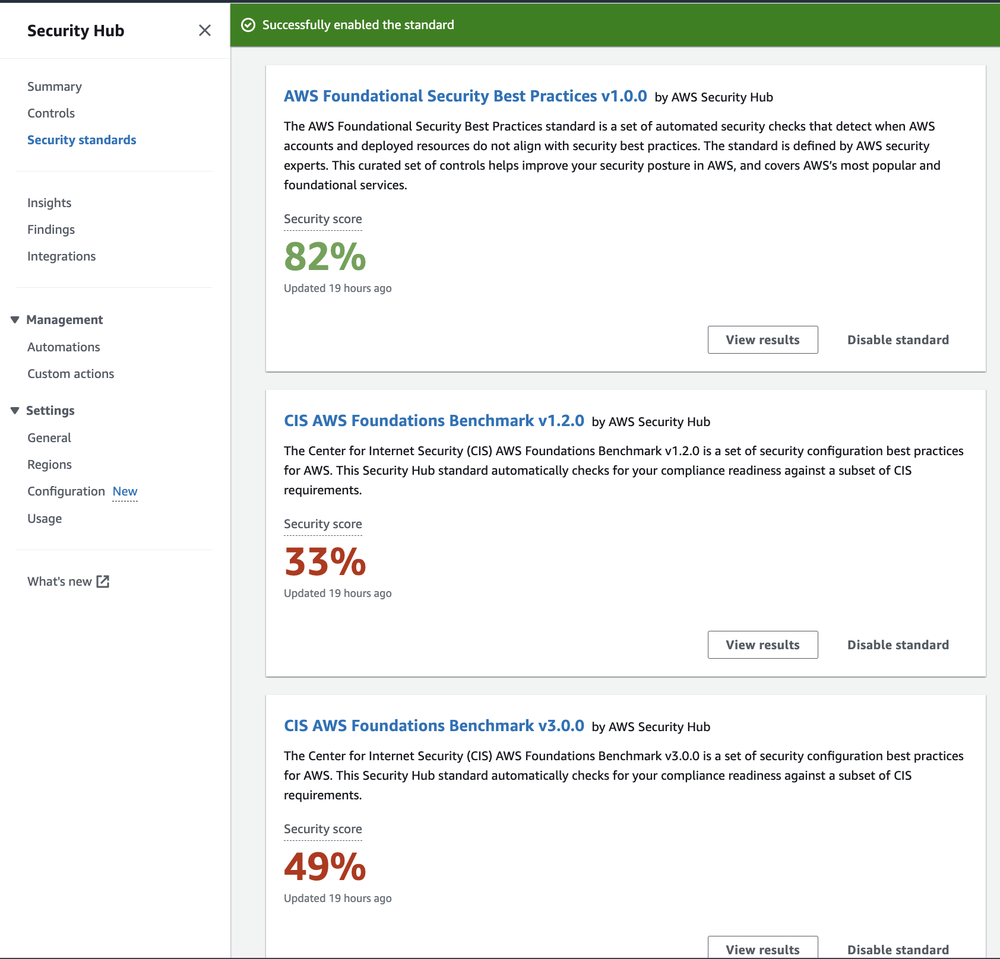 Security Hub
Summary
Controls
Security standards
Insights
Findings
Integrations
Management
Automations
Custom actions
Settings
General
Regions
Configuration New
Usage
What's new
Successfully enabled the standard
AWS Foundational Security Best Practices v1.0.0 by AWS Security Hub
The AWS Foundational Security Best Practices standard is a set of automated security checks that detect when AWS
accounts and deployed resources do not align with security best practices. The standard is defined by AWS security
experts. This curated set of controls helps improve your security posture in AWS, and covers AWS’s most popular and
foundational services.
Security score
82%
Updated 19 hours ago
View results Disable standard
CIS AWS Foundations Benchmark v1.2.0 by AWS Security Hub
The Center for Internet Security (CIS) AWS Foundations Benchmark v1.2.0 is a set of security configuration best practices
for AWS. This Security Hub standard automatically checks for your compliance readiness against a subset of CIS
requirements.
Security score
33%
Updated 19 hours ago
View results Disable standard
CIS AWS Foundations Benchmark v3.0.0 by AWS Security Hub
The Center for Internet Security (CIS) AWS Foundations Benchmark v3.0.0 is a set of security configuration best practices
for AWS. This Security Hub standard automatically checks for your compliance readiness against a subset of CIS
requirements.
Security score
49%
Updated 19 hours ago
View results Disable standard